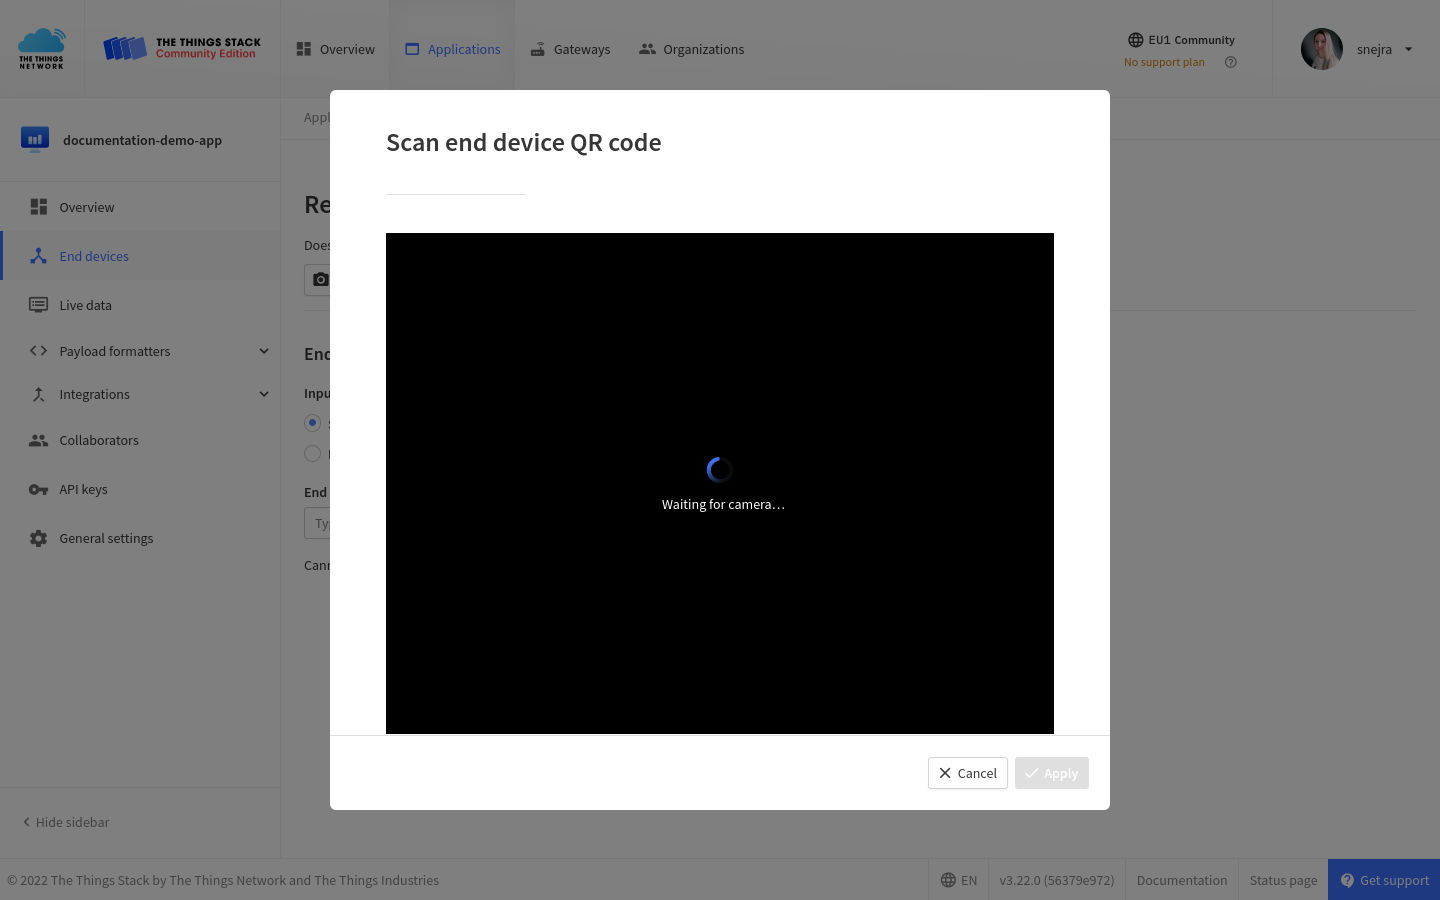 THE THINGS
NETWORK
THE THINGS STACK
Community Edition
Overview
Applications
Gateways
Organizations
EU1 Community
No support plan
snejra
documentation-demo-app
Overview
End devices
Live data
Payload formatters
Integrations
Collaborators
API keys
General settings
Hide sidebar
Appl
Re
Does
End
Inpu
End
Ty
Cann
Scan end device QR code
Waiting for camera…
Cancel
Apply
© 2022 The Things Stack by The Things Network and The Things Industries
EN
v3.22.0 (56379e972)
Documentation
Status page
Get support